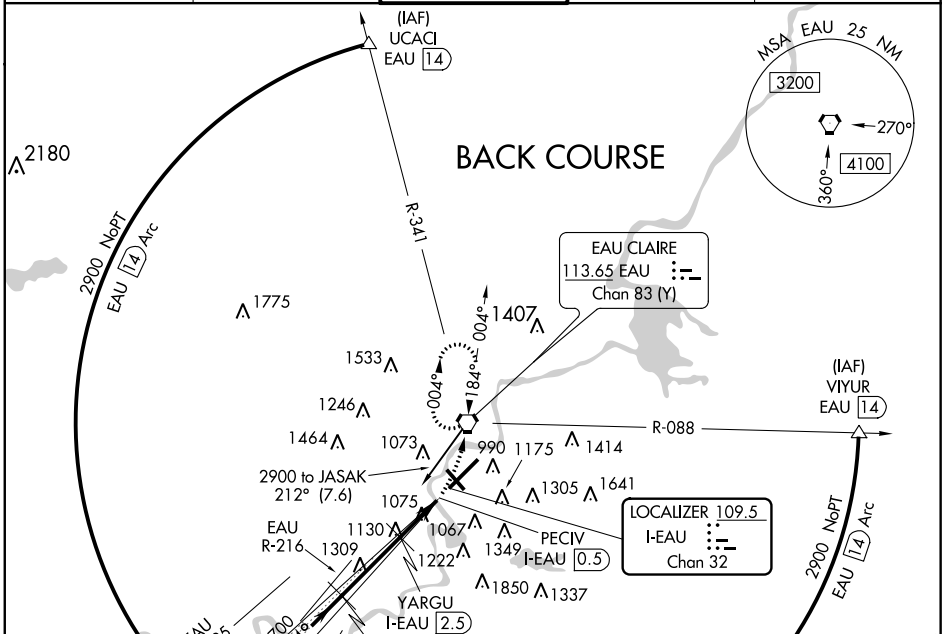 (IAF)
UCACI
EAU 14
MSA EAU 25 NM
3200
270°
4100
360°
2180
BACK COURSE
R-341
2900 NoPT
EAU 14 Arc
EAU CLAIRE
113.65 EAU
Chan 83 (Y)
1775
004°
1407
1533
004°
184°
(IAF)
VIYUR
EAU 14
1246
R-088
1464
1073
990
1175
1414
2900 to JASAK
212° (7.6)
1305
1641
1075
LOCALIZER 109.5
I-EAU
Chan 32
EAU
R-216
1130
1067
1349
PECIV
I-EAU 0.5
1309
1222
2900 NoPT
EAU 14 Arc
1850
1337
YARGU
I-EAU 2.5
EAU